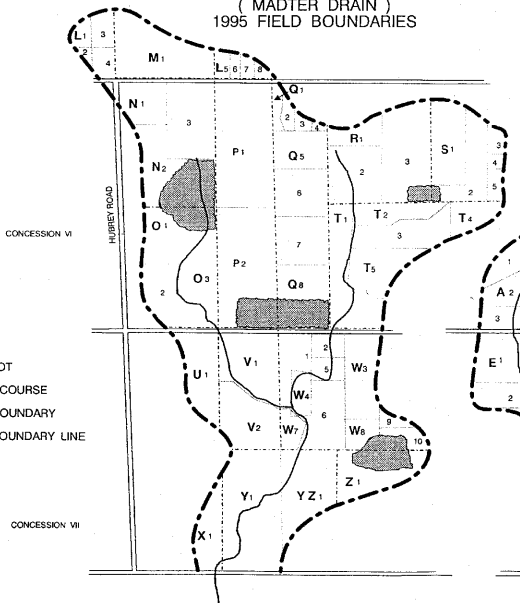 ( MADTER DRAIN )
1995 FIELD BOUNDARIES
L1 3
2 4
M1
L5 6 7 8
Q1
2 3 4
N1
3
R1
P1
Q5
2
3
S1
3
4
N2
6
2
5
HUBREY ROAD
O1
T1
T2
T4
3
CONCESSION VI
7
P2
T5
O3
Q8
2
1
A2
3
OT
V1
1
2
5
W3
E1
U1
COURSE
W4
2
OUNDARY
6
V2
W7
W8
9
OUNDARY LINE
10
Z1
Y1
YZ1
CONCESSION VII
X1